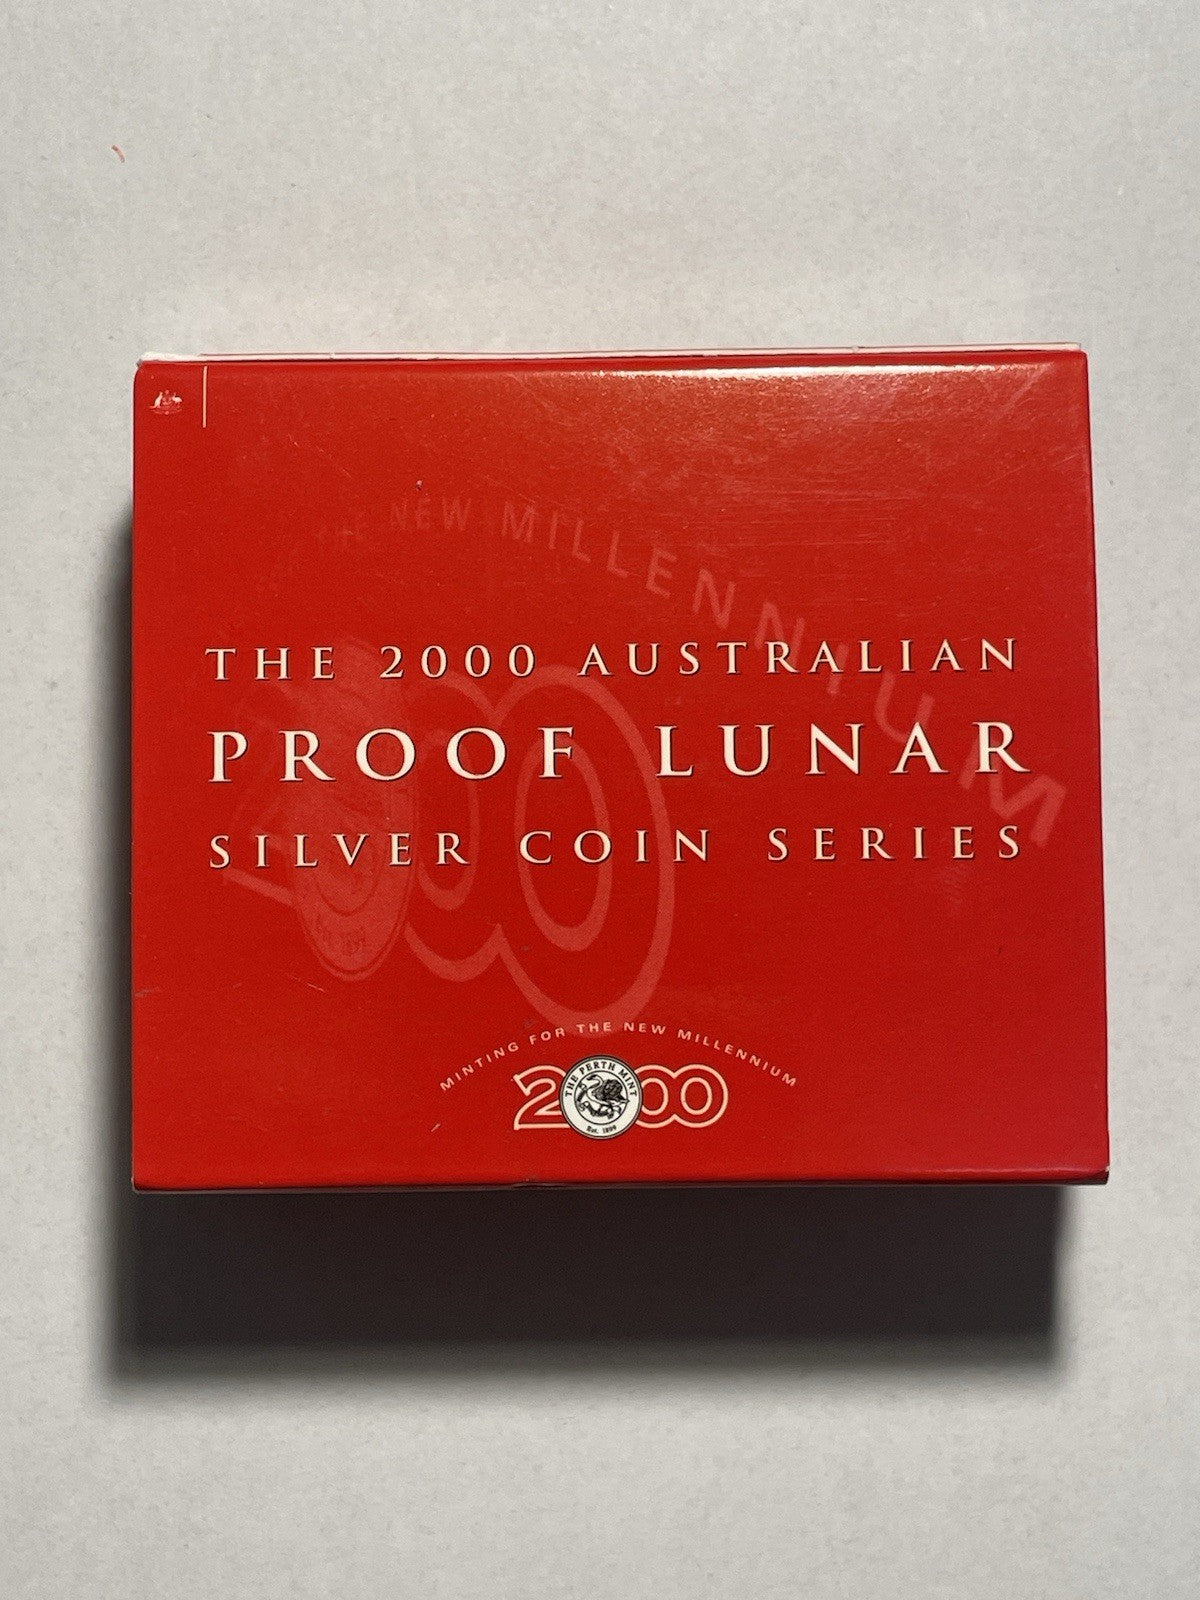 THE NEW MILLENNIUM
THE 2000 AUSTRALIAN
PROOF LUNAR
SILVER COIN SERIES
MINTING FOR THE NEW MILLENNIUM
2000
THE PERTH MINT
Est. 1899